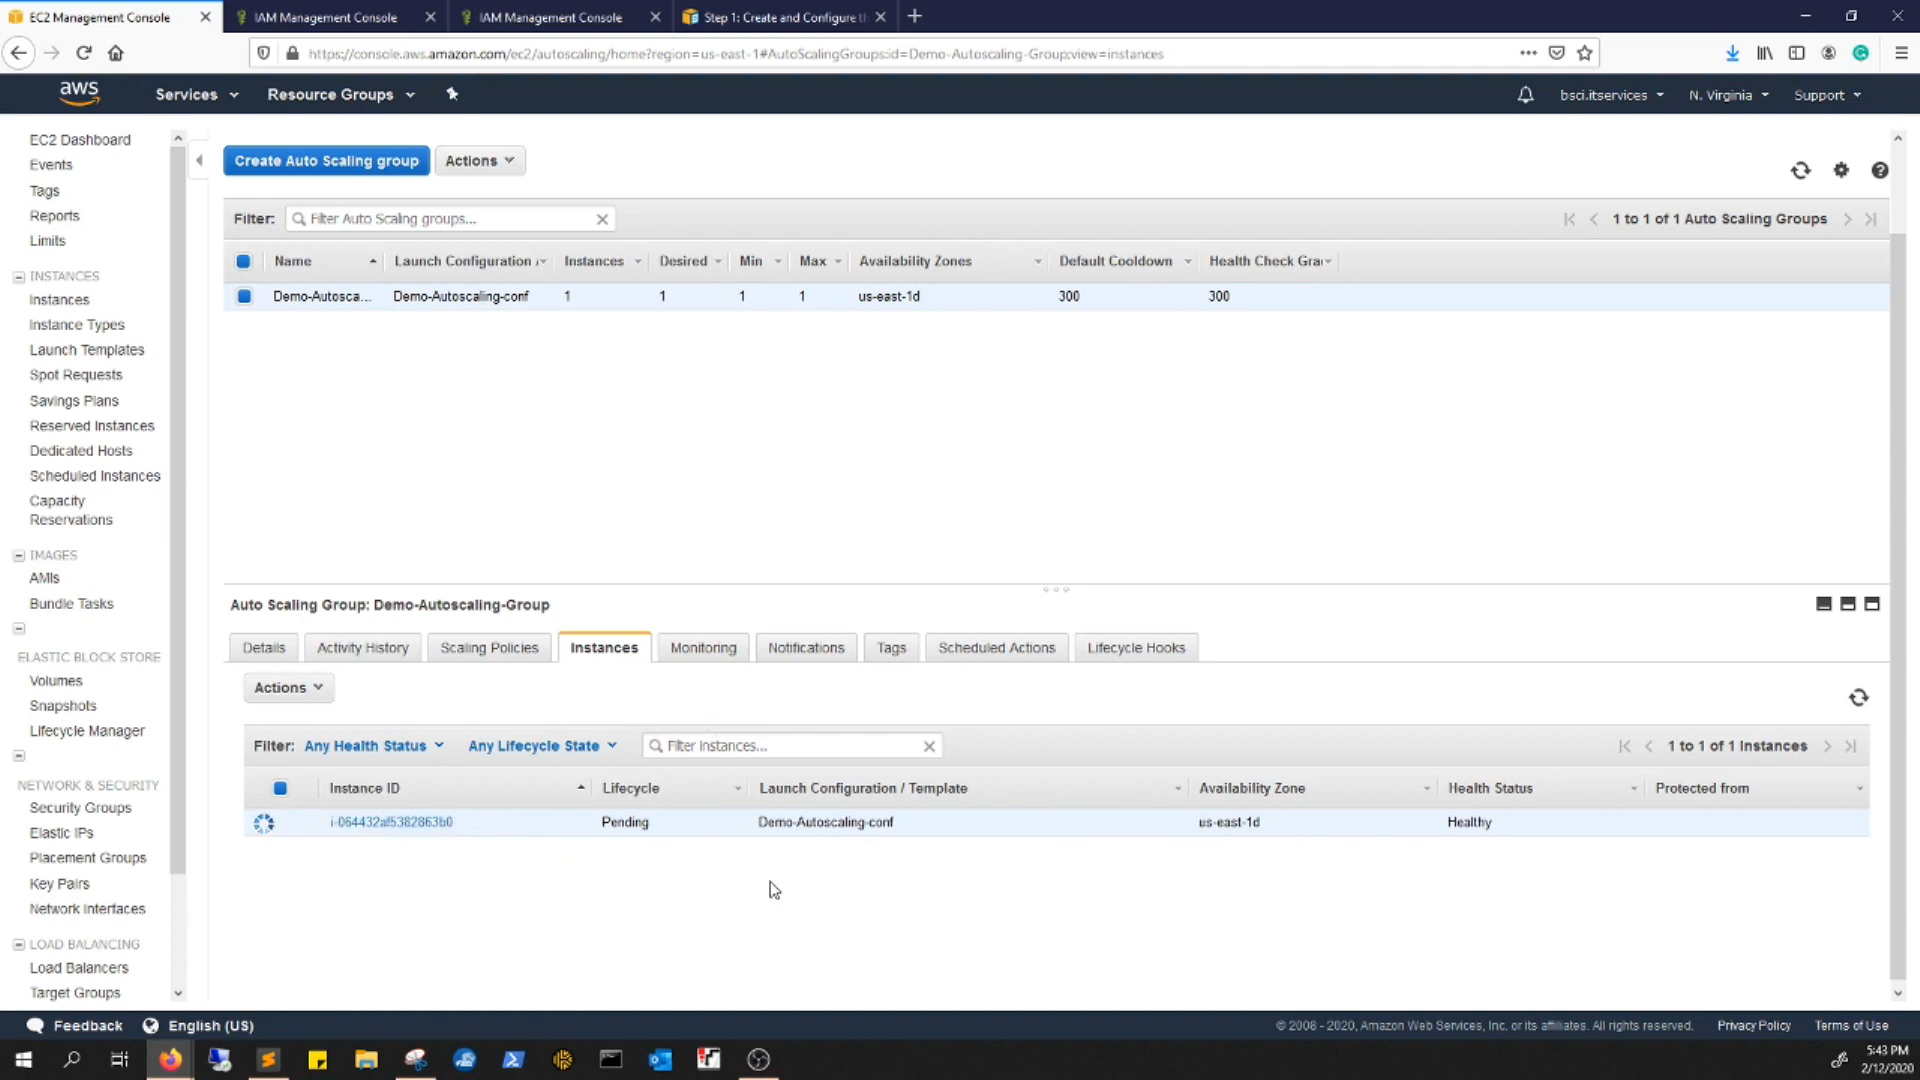 EC2 Management Console
IAM Management Console
IAM Management Console
Step 1: Create and Configure th
https://console.aws.amazon.com/ec2/autoscaling/home?region=us-east-1#AutoScalingGroups:id=Demo-Autoscaling-Group;view=instances
aws
Services
Resource Groups
bsci.itservices
N. Virginia
Support
EC2 Dashboard
Events
Tags
Reports
Limits
INSTANCES
Instances
Instance Types
Launch Templates
Spot Requests
Savings Plans
Reserved Instances
Dedicated Hosts
Scheduled Instances
Capacity
Reservations
IMAGES
AMIs
Bundle Tasks
ELASTIC BLOCK STORE
Volumes
Snapshots
Lifecycle Manager
NETWORK & SECURITY
Security Groups
Elastic IPs
Placement Groups
Key Pairs
Network Interfaces
LOAD BALANCING
Load Balancers
Target Groups
Create Auto Scaling group
Actions
Filter:
Filter Auto Scaling groups...
1 to 1 of 1 Auto Scaling Groups
Name
Launch Configuration /
Instances
Desired
Min
Max
Availability Zones
Default Cooldown
Health Check Gra
Demo-Autosca...
Demo-Autoscaling-conf
1
1
1
1
us-east-1d
300
300
Auto Scaling Group: Demo-Autoscaling-Group
Details
Activity History
Scaling Policies
Instances
Monitoring
Notifications
Tags
Scheduled Actions
Lifecycle Hooks
Actions
Filter:
Any Health Status
Any Lifecycle State
Filter instances...
1 to 1 of 1 Instances
Instance ID
Lifecycle
Launch Configuration / Template
Availability Zone
Health Status
Protected from
i-064432af5382863b0
Pending
Demo-Autoscaling-conf
us-east-1d
Healthy
Feedback
English (US)
© 2008 - 2020, Amazon Web Services, Inc. or its affiliates. All rights reserved.
Privacy Policy
Terms of Use
5:43 PM
2/12/2020